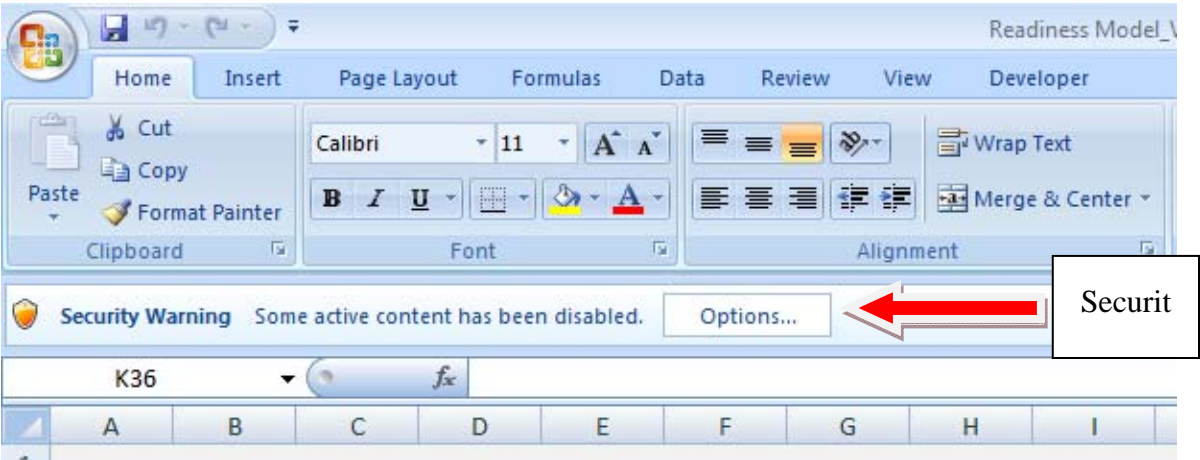 Readiness Model_V
Home Insert Page Layout Formulas Data Review View Developer
Cut
Copy
Paste
Format Painter
Clipboard
Calibri 11 A A
B I U A
Font
Wrap Text
Merge & Center
Alignment
Security Warning Some active content has been disabled. Options...
Securit
K36 fx
A B C D E F G H I